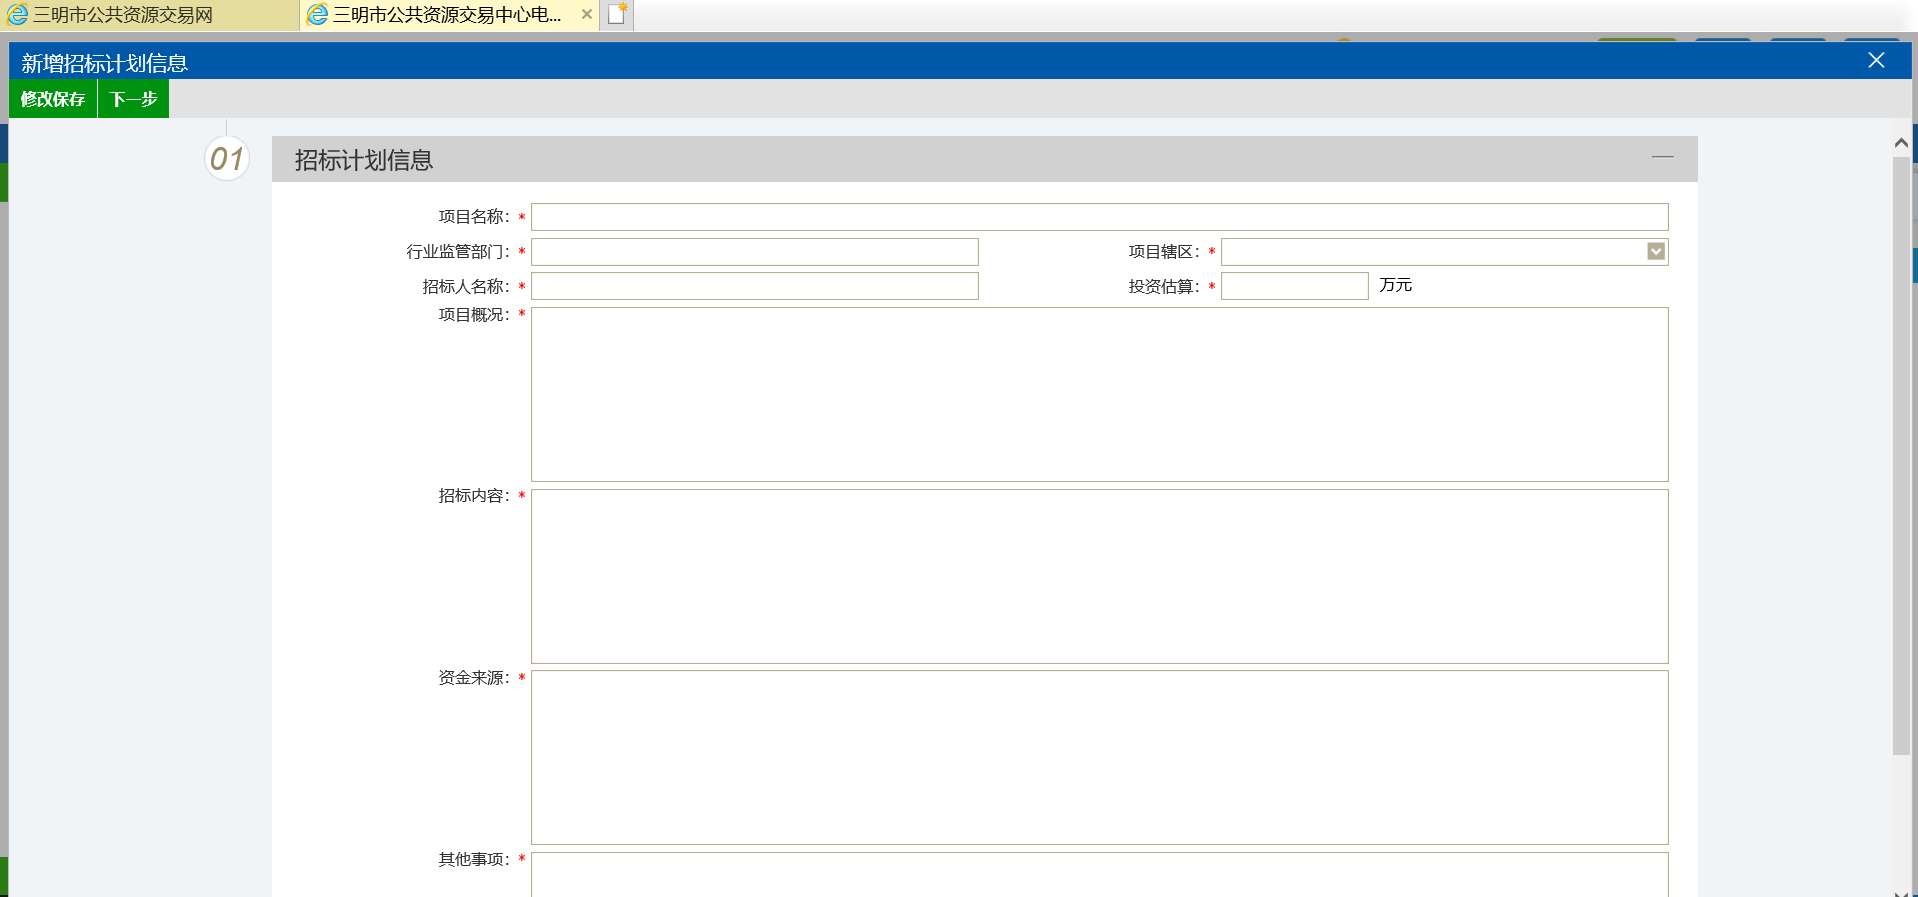 三明市公共资源交易网
三明市公共资源交易中心电...
新增招标计划信息
修改保存 下一步
01 招标计划信息
项目名称：*
行业监管部门：* 项目辖区：*
招标人名称：* 投资估算：* 万元
项目概况：*
招标内容：*
资金来源：*
其他事项：*